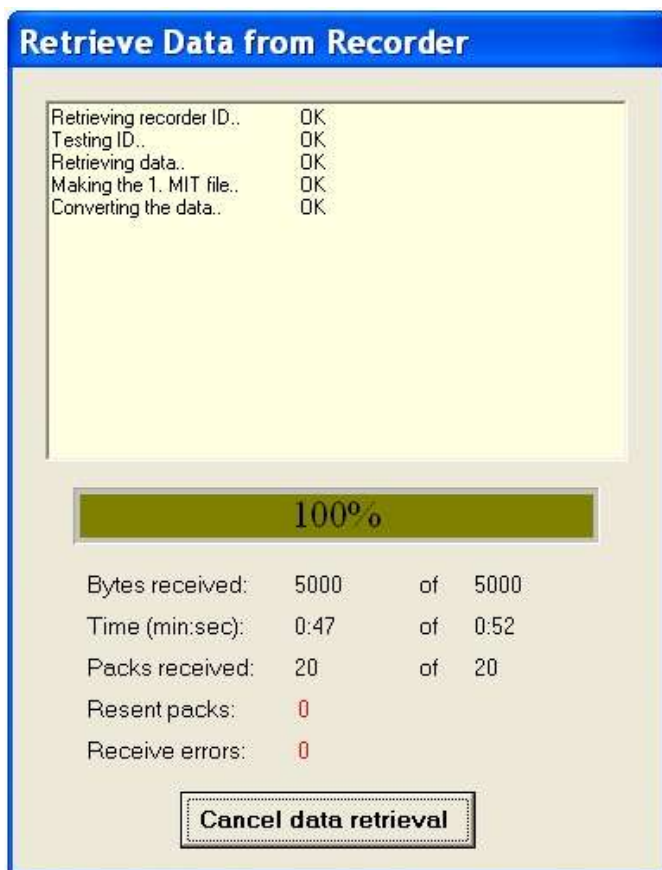 Retrieve Data from Recorder
Retrieving recorder ID.. OK
Testing ID.. OK
Retrieving data.. OK
Making the 1. MIT file.. OK
Converting the data.. OK
100%
Bytes received: 5000 of 5000
Time (min:sec): 0:47 of 0:52
Packs received: 20 of 20
Resent packs: 0
Receive errors: 0
Cancel data retrieval